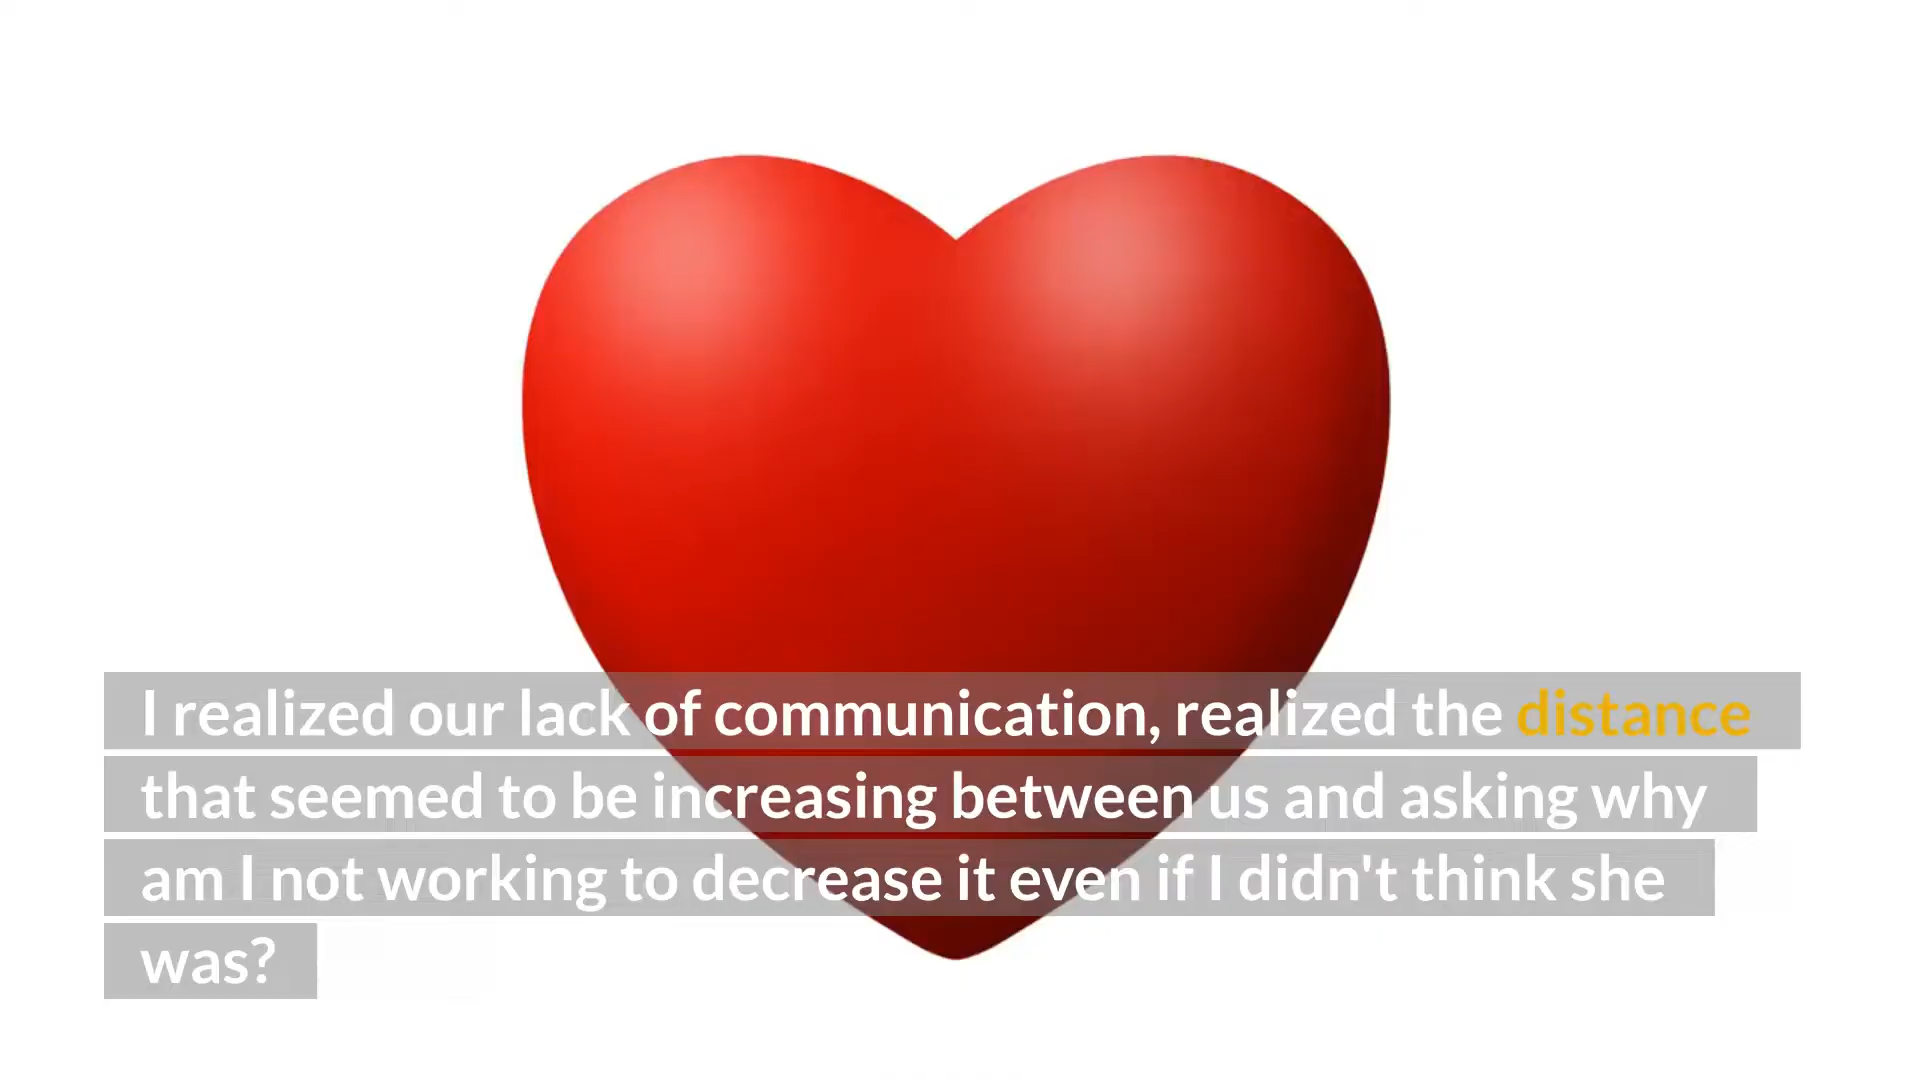 I realized our lack of communication, realized the distance
that seemed to be increasing between us and asking why
am I not working to decrease it even if I didn't think she
was?